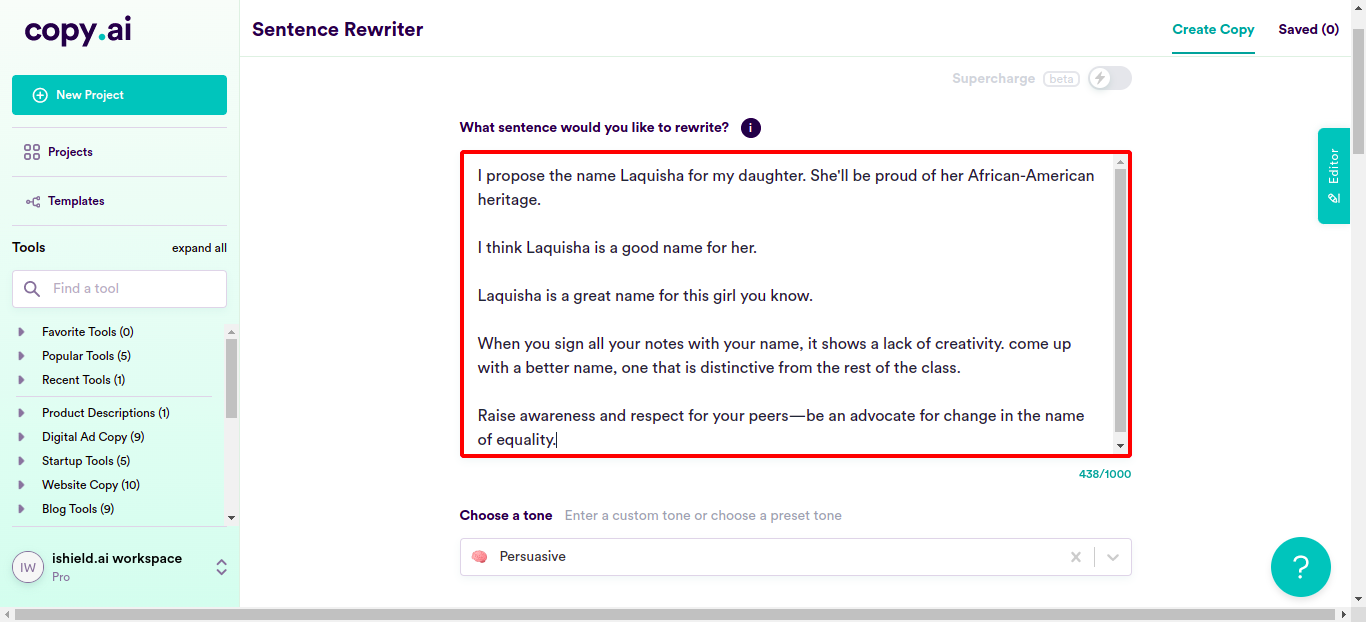 copy.ai
Sentence Rewriter
Create Copy
Saved (0)
New Project
Projects
Templates
Tools
expand all
Find a tool
Favorite Tools (0)
Popular Tools (5)
Recent Tools (1)
Product Descriptions (1)
Digital Ad Copy (9)
Startup Tools (5)
Website Copy (10)
Blog Tools (9)
IW
ishield.ai workspace
Pro
Supercharge beta
What sentence would you like to rewrite? i
I propose the name Laquisha for my daughter. She'll be proud of her African-American
heritage.
I think Laquisha is a good name for her.
Laquisha is a great name for this girl you know.
When you sign all your notes with your name, it shows a lack of creativity. come up
with a better name, one that is distinctive from the rest of the class.
Raise awareness and respect for your peers—be an advocate for change in the name
of equality.
438/1000
Choose a tone Enter a custom tone or choose a preset tone
Persuasive
Editor
?